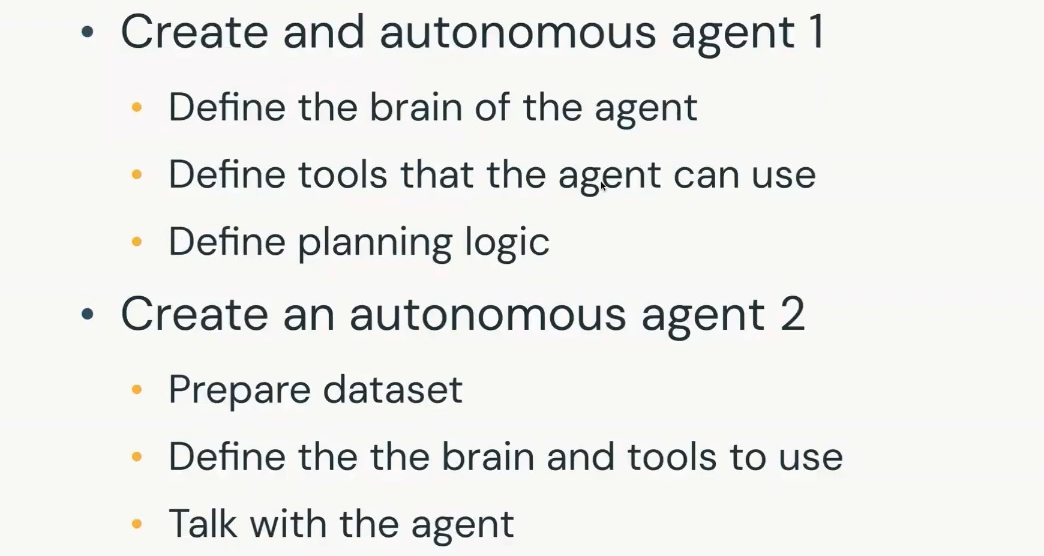 • Create and autonomous agent 1
• Define the brain of the agent
• Define tools that the agent can use
• Define planning logic
• Create an autonomous agent 2
• Prepare dataset
• Define the the brain and tools to use
• Talk with the agent